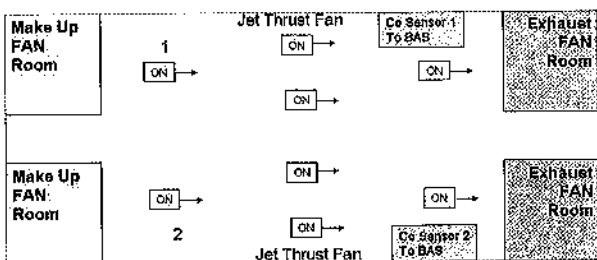 Make Up
FAN
Room
1
ON
Jet Thrust Fan
ON
ON
Co Sensor 1
To BAS
ON
Exhaust
FAN
Room
Make Up
FAN
Room
ON
2
ON
ON
Jet Thrust Fan
ON
Co Sensor 2
To BAS
Exhaust
FAN
Room